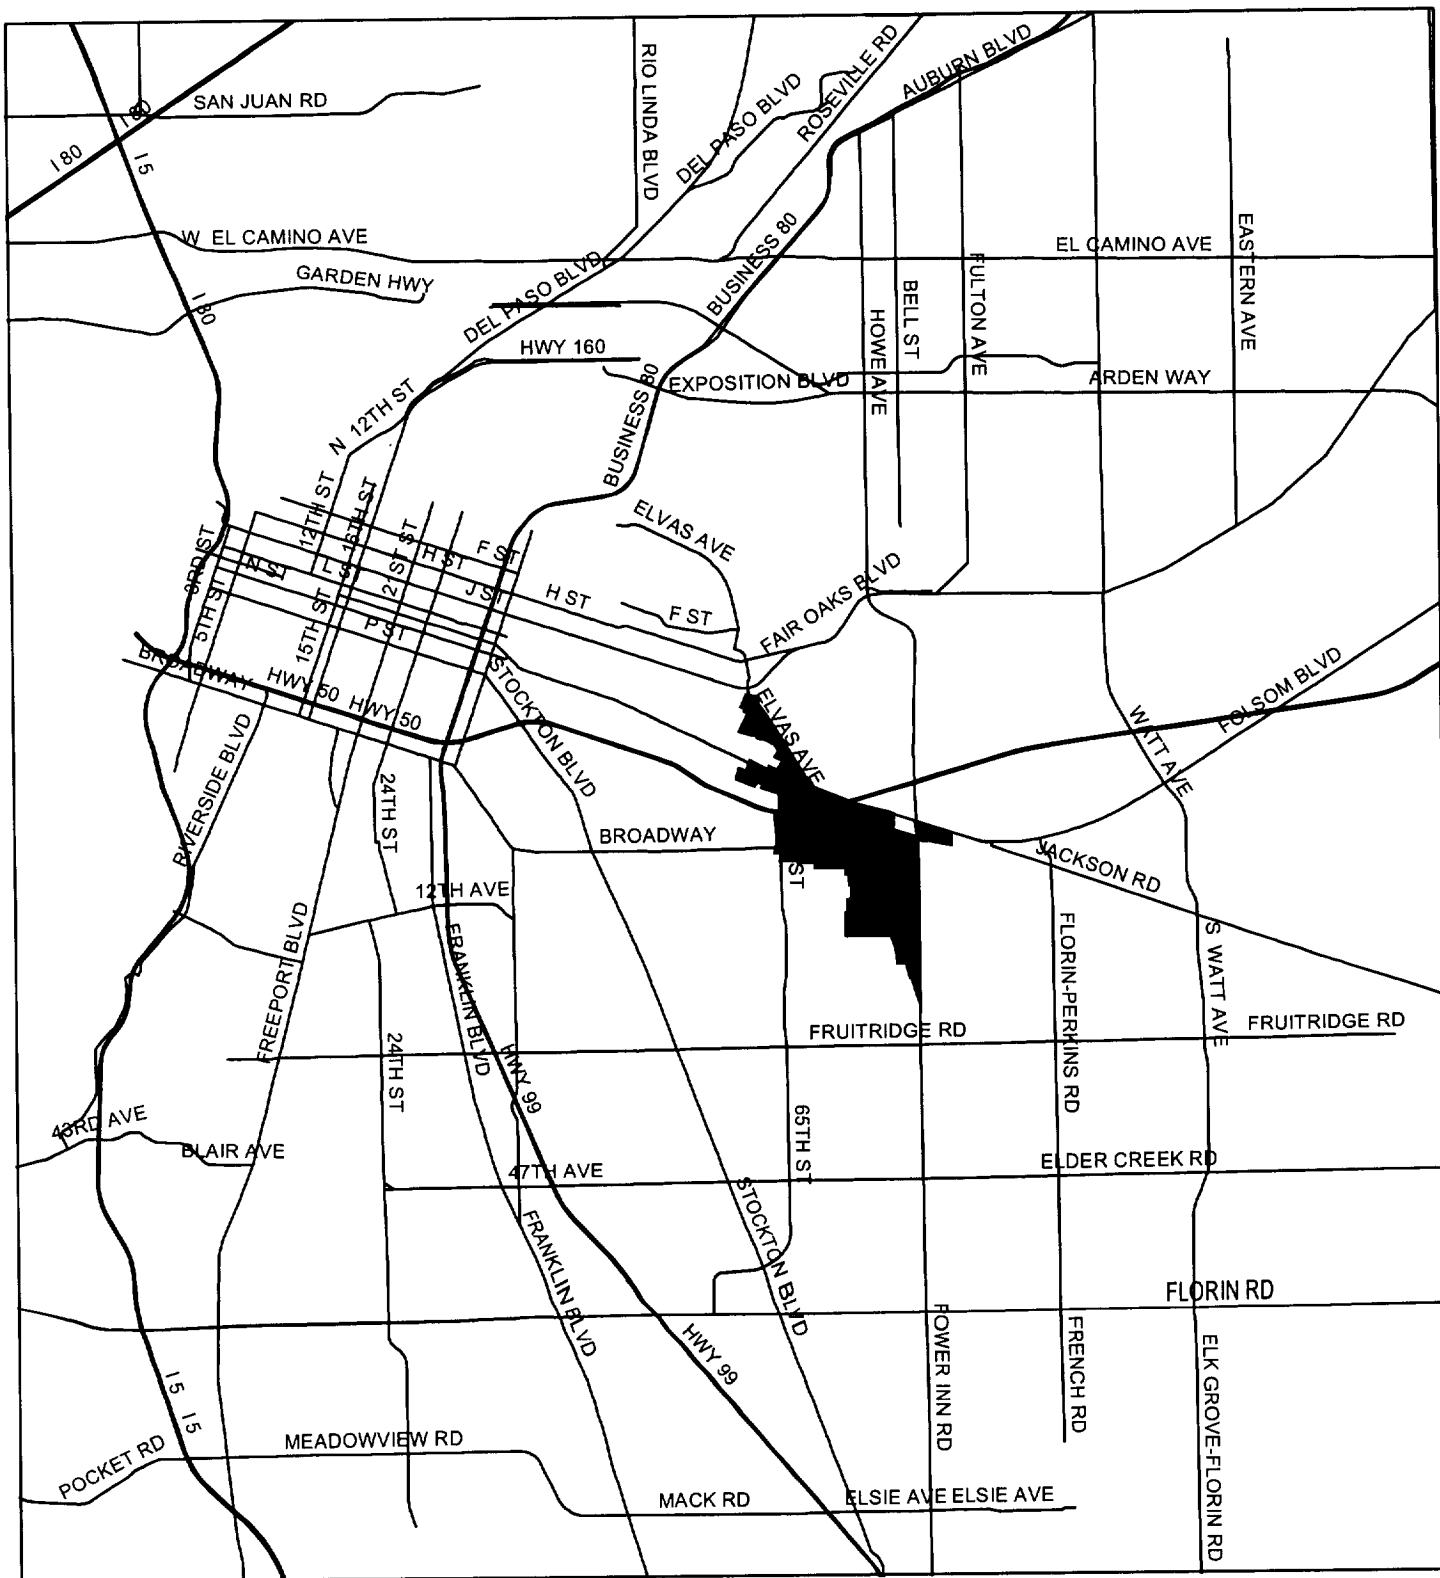 RIO LINDA BLVD
DEL PASO BLVD
ROSEVILLE RD
AUBURN BLVD
SAN JUAN RD
I 80
I 80
I 5
W EL CAMINO AVE
EL CAMINO AVE
EASTERN AVE
GARDEN HWY
I 80
DEL PASO BLVD
BUSINESS 80
BELL ST
FULTON AVE
HOWE AVE
HWY 160
EXPOSITION BLVD
ARDEN WAY
BUSINESS 80
N 12TH ST
12TH ST
16TH ST
21ST ST
ELVAS AVE
3RD ST
N ST
L ST
H ST
F ST
J ST
H ST
F ST
FAIR OAKS BLVD
5TH ST
15TH ST
P ST
BROADWAY
HWY 50
HWY 50
STOCKTON BLVD
ELVAS AVE
WATT AVE
FOLSOM BLVD
RIVERSIDE BLVD
24TH ST
BROADWAY
ST
JACKSON RD
12TH AVE
FREEPORT BLVD
FRANKLIN BLVD
FLORIN-PERKINS RD
S WATT AVE
FRUITRIDGE RD
FRUITRIDGE RD
24TH ST
HWY 99
43RD AVE
BLAIR AVE
65TH ST
47TH AVE
ELDER CREEK RD
STOCKTON BLVD
FRANKLIN BLVD
FLORIN RD
HWY 99
POWER INN RD
FRENCH RD
ELK GROVE-FLORIN RD
I 5
I 5
MEADOWVIEW RD
POCKET RD
MACK RD
ELSIE AVE
ELSIE AVE